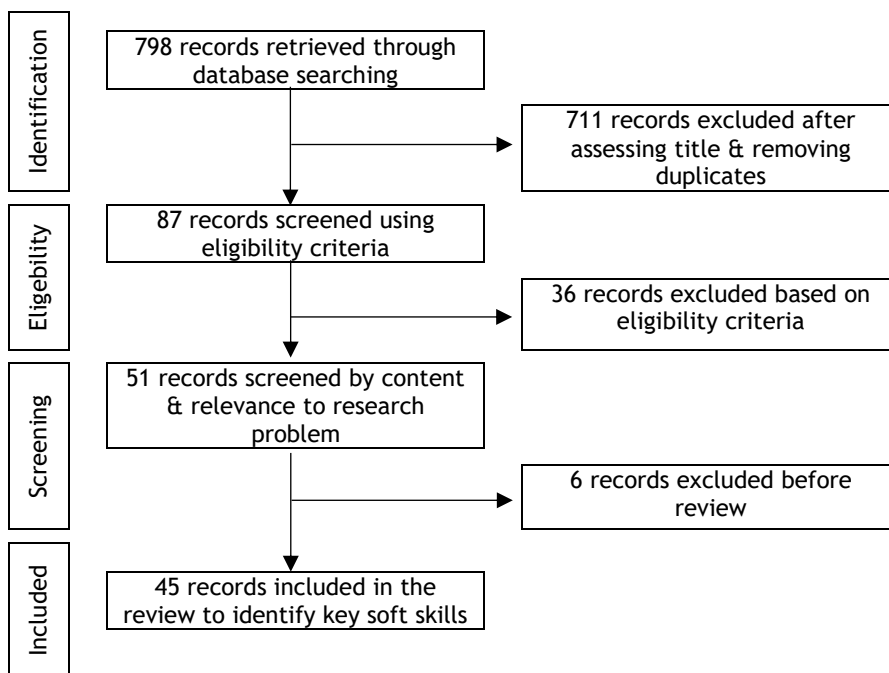 Identification
798 records retrieved through
database searching
711 records excluded after
assessing title & removing
duplicates
Eligebility
87 records screened using
eligibility criteria
36 records excluded based on
eligibility criteria
Screening
51 records screened by content
& relevance to research
problem
6 records excluded before
review
Included
45 records included in the
review to identify key soft skills